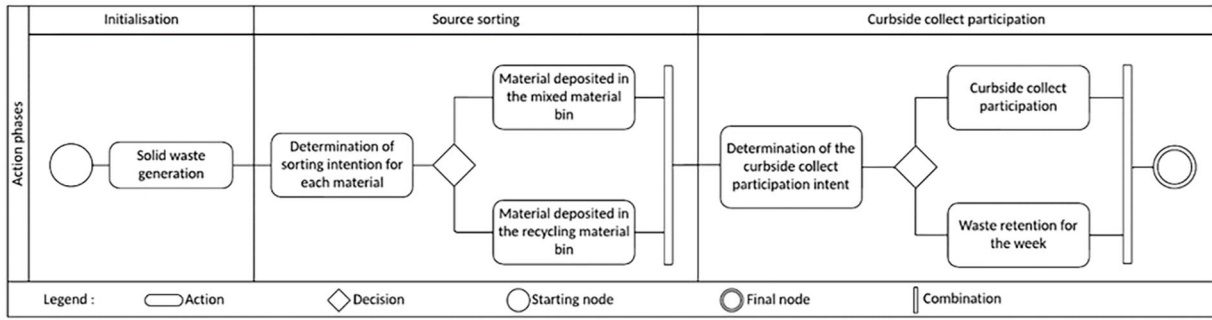 Initialisation
Source sorting
Curbside collect participation
Action phases
Solid waste
generation
Determination of
sorting intention for
each material
Material deposited in
the mixed material
bin
Material deposited in
the recycling material
bin
Determination of the
curbside collect
participation intent
Curbside collect
participation
Waste retention for
the week
Legend :
Action
Decision
Starting node
Final node
Combination